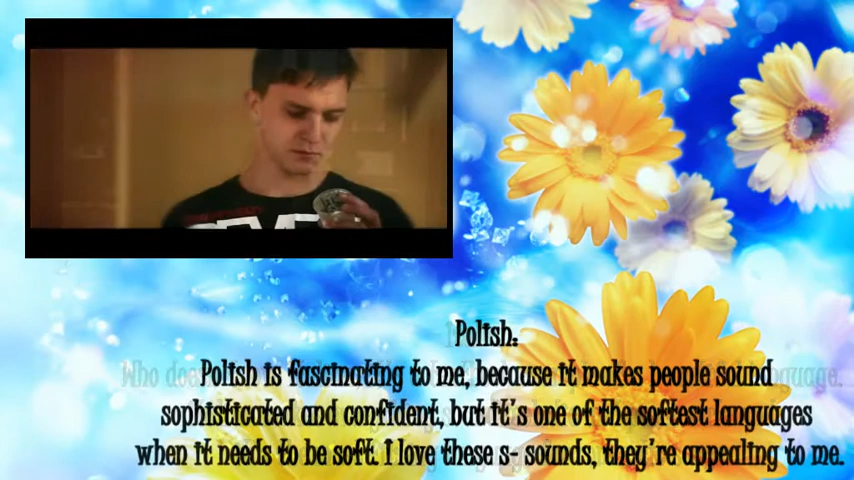 Polish:
Polish is fascinating to me, because it makes people sound
sophisticated and confident, but it's one of the softest languages
when it needs to be soft. I love these s- sounds, they're appealing to me.